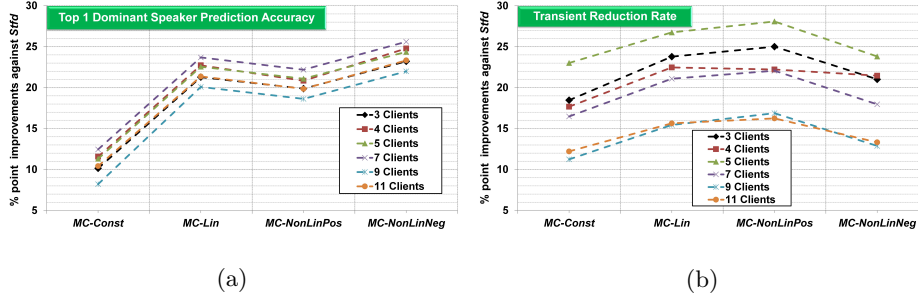 Top 1 Dominant Speaker Prediction Accuracy
% point improvements against Stfd
30
25
20
15
10
5
3 Clients
4 Clients
5 Clients
7 Clients
9 Clients
11 Clients
MC-Const MC-Lin MC-NonLinPos MC-NonLinNeg
(a)
Transient Reduction Rate
% point improvements against Stfd
30
25
20
15
10
5
3 Clients
4 Clients
5 Clients
7 Clients
9 Clients
11 Clients
MC-Const MC-Lin MC-NonLinPos MC-NonLinNeg
(b)